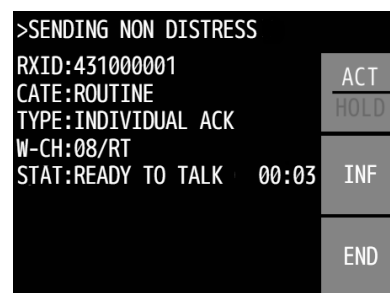 >SENDING NON DISTRESS
RXID:431000001
CATE:ROUTINE
TYPE:INDIVIDUAL ACK
W-CH:08/RT
STAT:READY TO TALK 00:03
ACT
HOLD
INF
END